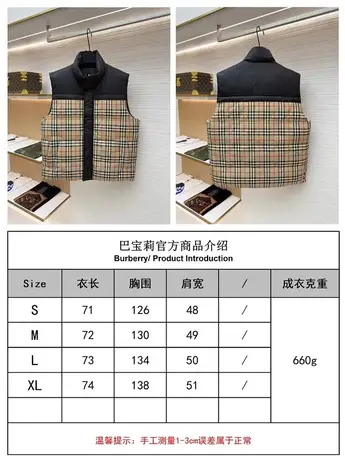 巴宝莉官方商品介绍
Burberry/ Product Introduction
Size 衣长 胸围 肩宽 / 成衣克重
S 71 126 48 /
M 72 130 49 /
L 73 134 50 / 660g
XL 74 138 51 /
温馨提示：手工测量1-3cm误差属于正常